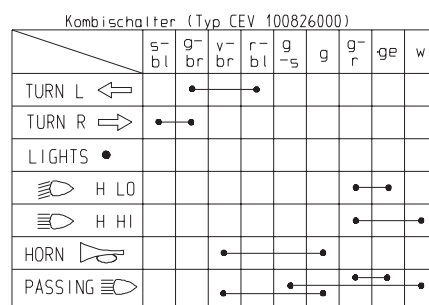 Kombischalter (Typ CEV 100826000)
s-bl g-br v-br r-bl g-s g g-r ge w
TURN L
TURN R
LIGHTS
H LO
H HI
HORN
PASSING